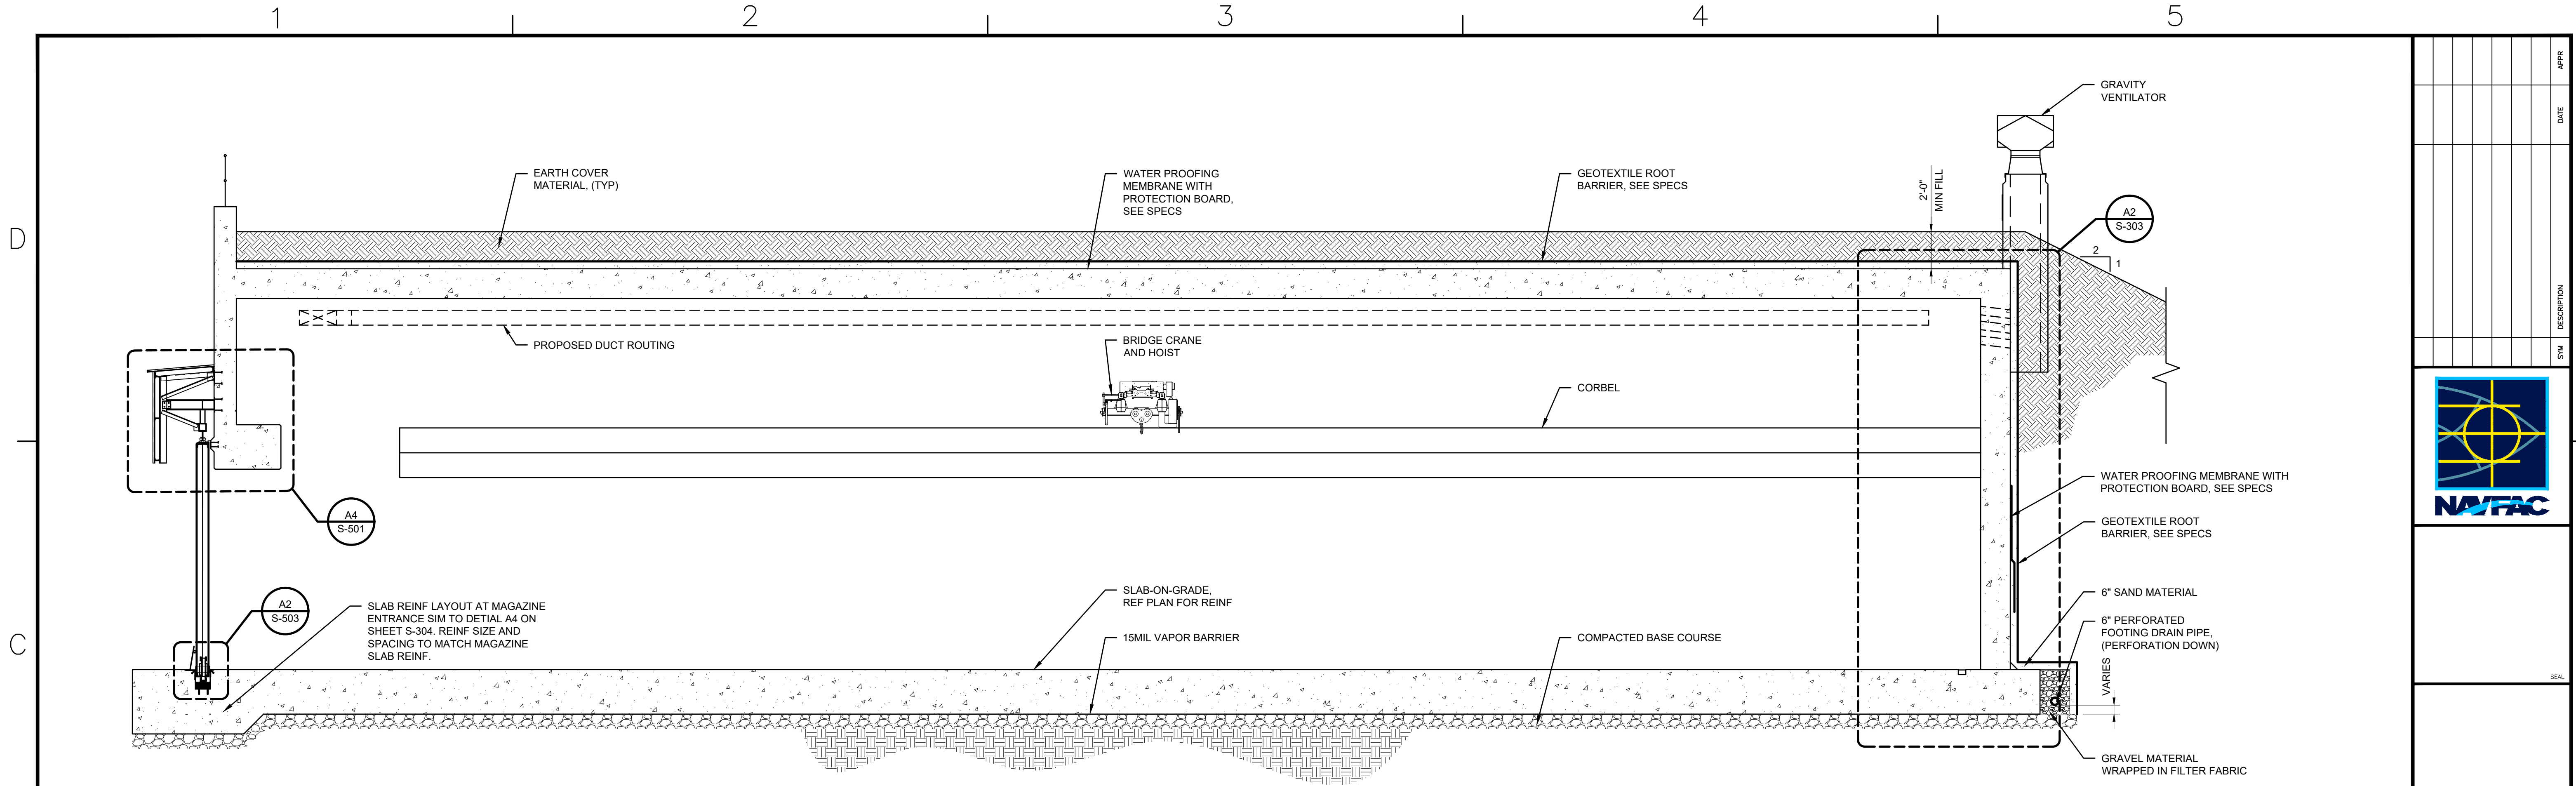 1
2
3
4
5
D
C
GRAVITY
VENTILATOR
EARTH COVER
MATERIAL, (TYP)
WATER PROOFING
MEMBRANE WITH
PROTECTION BOARD,
SEE SPECS
GEOTEXTILE ROOT
BARRIER, SEE SPECS
2'-0"
MIN FILL
A2
S-303
2
1
PROPOSED DUCT ROUTING
BRIDGE CRANE
AND HOIST
CORBEL
A4
S-501
WATER PROOFING MEMBRANE WITH
PROTECTION BOARD, SEE SPECS
GEOTEXTILE ROOT
BARRIER, SEE SPECS
A2
S-503
SLAB REINF LAYOUT AT MAGAZINE
ENTRANCE SIM TO DETIAL A4 ON
SHEET S-304. REINF SIZE AND
SPACING TO MATCH MAGAZINE
SLAB REINF.
SLAB-ON-GRADE,
REF PLAN FOR REINF
15MIL VAPOR BARRIER
COMPACTED BASE COURSE
6" SAND MATERIAL
6" PERFORATED
FOOTING DRAIN PIPE,
(PERFORATION DOWN)
VARIES
GRAVEL MATERIAL
WRAPPED IN FILTER FABRIC
APPR
DATE
DESCRIPTION
SYM
NAVFAC
SEAL